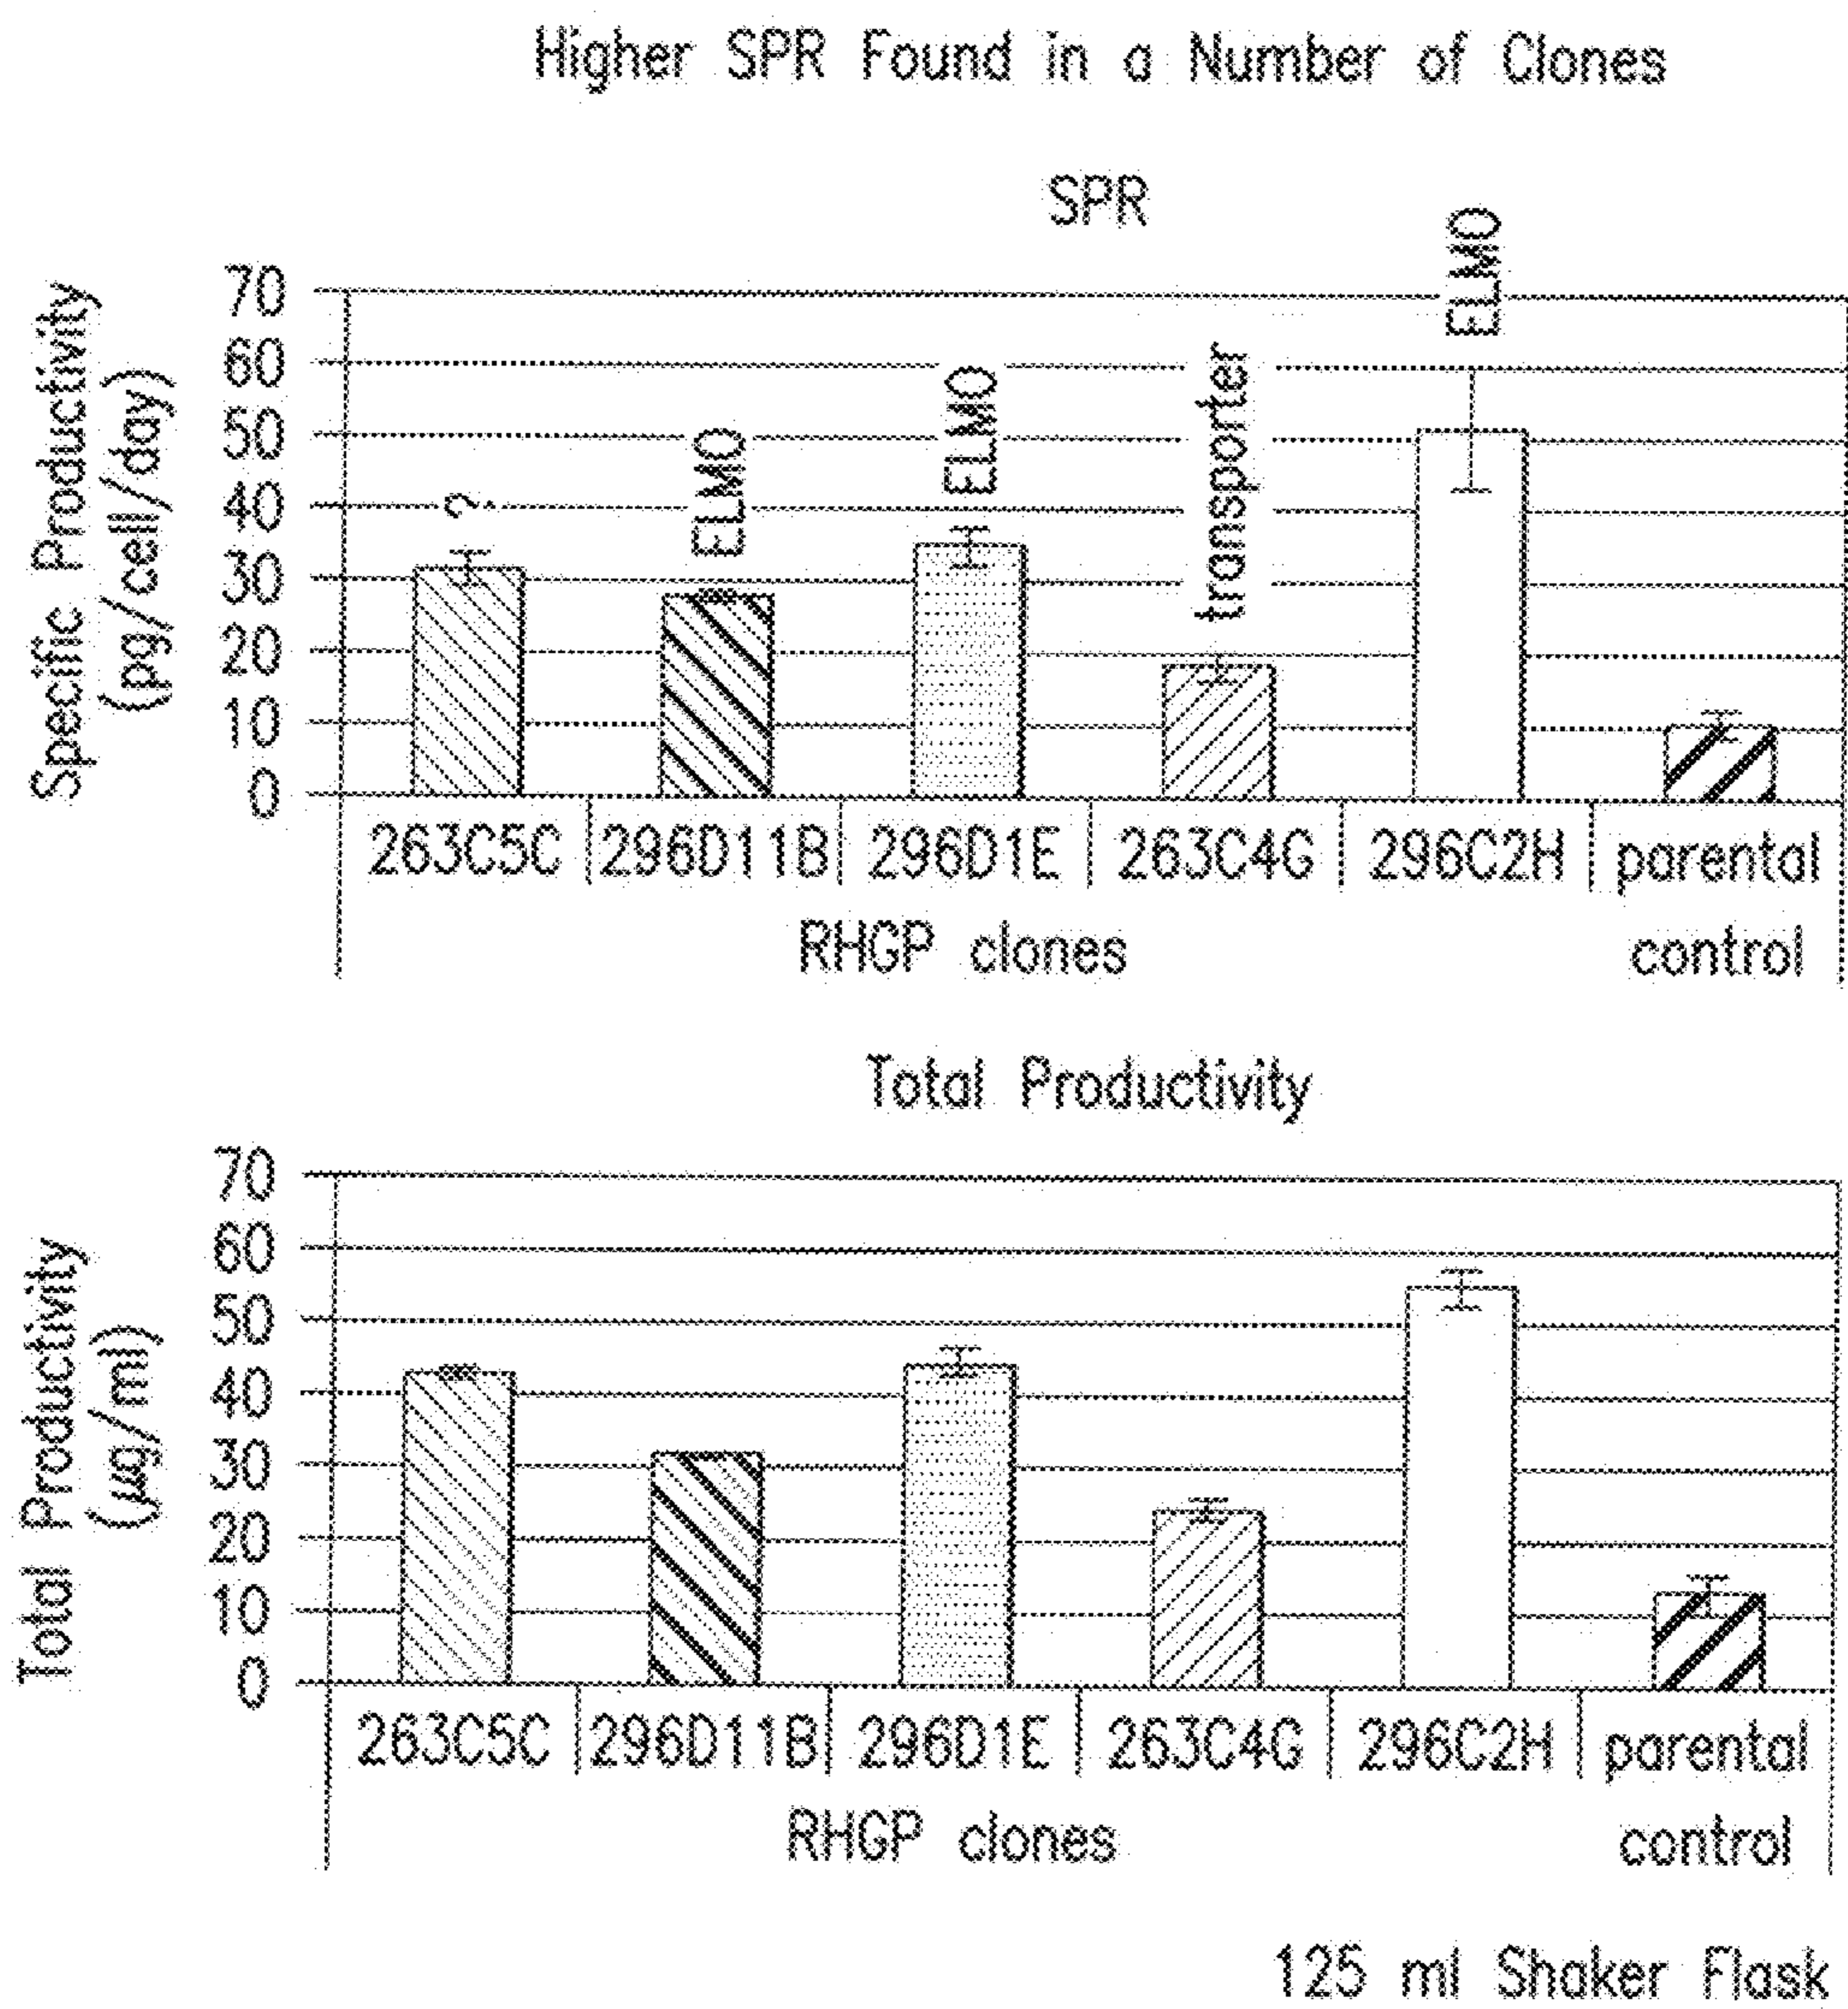 Higher SPR Found in a Number of Clones
SPR
Specific Productivity
(pg/cell/day)
70
60
50
40
30
20
10
0
?
ELMO
ELMO
transporter
ELMO
263C5C 296D11B 296D1E 263C4G 296C2H parental
RHGP clones control
Total Productivity
Total Productivity
(μg/ml)
70
60
50
40
30
20
10
0
263C5C 296D11B 296D1E 263C4G 296C2H parental
RHGP clones control
125 ml Shaker Flask